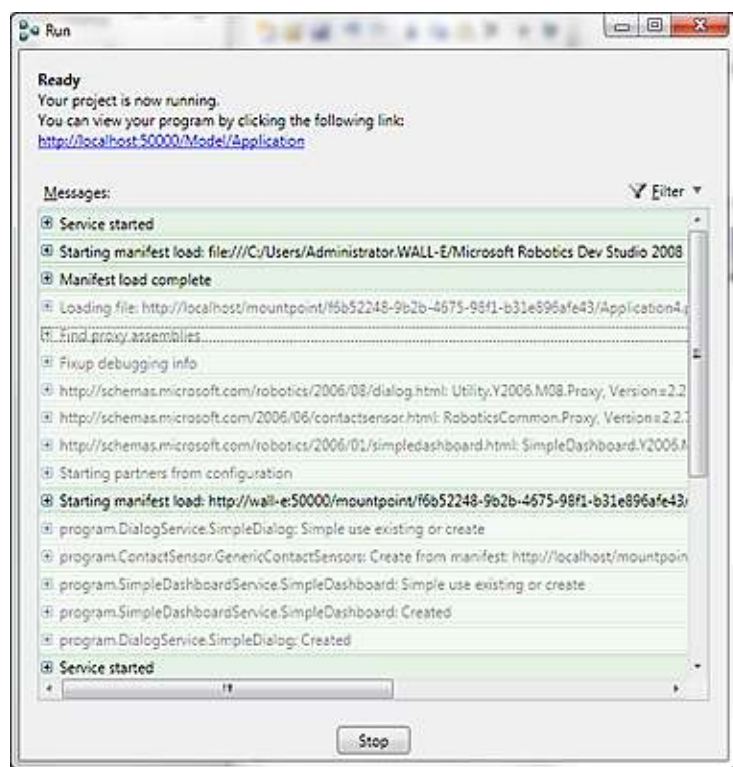 Run
Ready
Your project is now running.
You can view your program by clicking the following link:
http://localhost:50000/Model/Application
Messages:
Filter
Service started
Starting manifest load: file:///C:/Users/Administrator.WALL-E/Microsoft Robotics Dev Studio 2008
Manifest load complete
Loading file: http://localhost/mountpoint/f6b52248-9b2b-4675-98f1-b31e896afe43/Application4.p
Find proxy assemblies
Fixup debugging info
http://schemas.microsoft.com/robotics/2006/08/dialog.html: Utility.Y2006.M08.Proxy, Version=2.2
http://schemas.microsoft.com/2006/06/contactsensor.html: RoboticsCommon.Proxy, Version=2.2.
http://schemas.microsoft.com/robotics/2006/01/simpledashboard.html: SimpleDashboard.Y2006.M
Starting partners from configuration
Starting manifest load: http://wall-e:50000/mountpoint/f6b52248-9b2b-4675-98f1-b31e896afe43/
program.DialogService.SimpleDialog: Simple use existing or create
program.ContactSensor.GenericContactSensors: Create from manifest: http://localhost/mountpoin
program.SimpleDashboardService.SimpleDashboard: Simple use existing or create
program.SimpleDashboardService.SimpleDashboard: Created
program.DialogService.SimpleDialog: Created
Service started
Stop